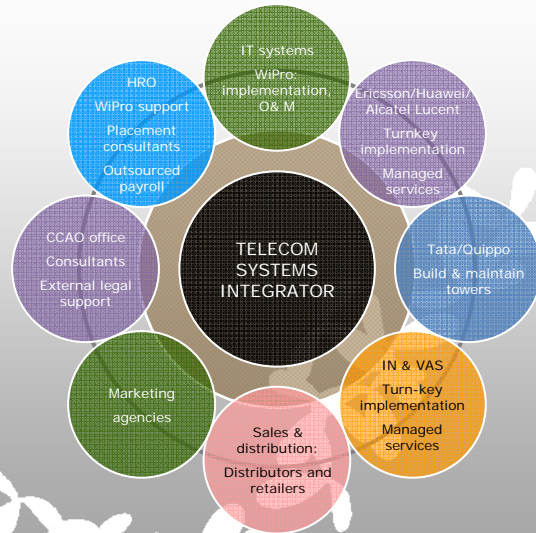 IT systems
WiPro:
implementation,
O& M
Ericsson/Huawei/
Alcatel Lucent
Turnkey
implementation
Managed
services
Tata/Quippo
Build & maintain
towers
IN & VAS
Turn-key
implementation
Managed
services
Sales &
distribution:
Distributors and
retailers
Marketing
agencies
CCAO office
Consultants
External legal
support
HRO
WiPro support
Placement
consultants
Outsourced
payroll
TELECOM
SYSTEMS
INTEGRATOR